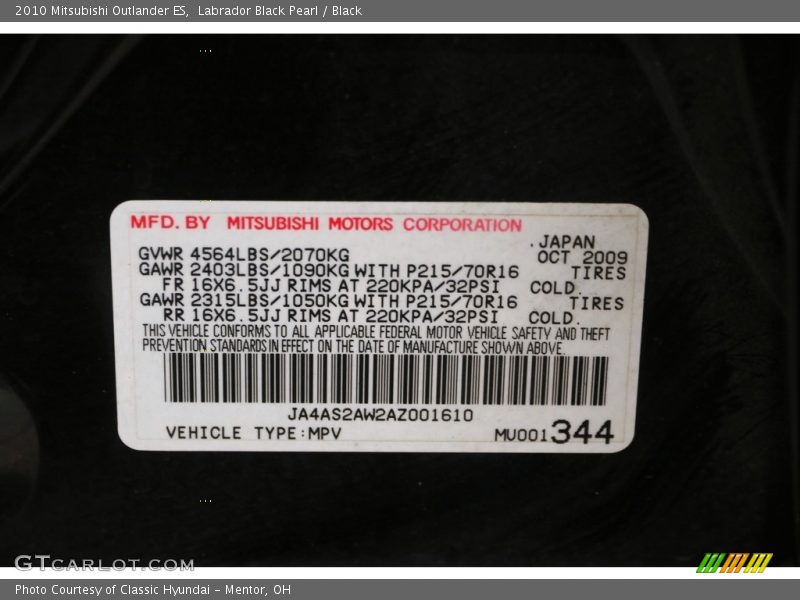 2010 Mitsubishi Outlander ES,  Labrador Black Pearl / Black
MFD. BY MITSUBISHI MOTORS CORPORATION
.JAPAN
GVWR 4564LBS/2070KG OCT 2009
GAWR 2403LBS/1090KG WITH P215/70R16 TIRES
FR 16X6.5JJ RIMS AT 220KPA/32PSI COLD.
GAWR 2315LBS/1050KG WITH P215/70R16 TIRES
RR 16X6.5JJ RIMS AT 220KPA/32PSI COLD.
THIS VEHICLE CONFORMS TO ALL APPLICABLE FEDERAL MOTOR VEHICLE SAFETY AND THEFT
PREVENTION STANDARDS IN EFFECT ON THE DATE OF MANUFACTURE SHOWN ABOVE.
JA4AS2AW2AZ001610
VEHICLE TYPE:MPV MU001344
GTCARLOT.COM
Photo Courtesy of Classic Hyundai - Mentor, OH